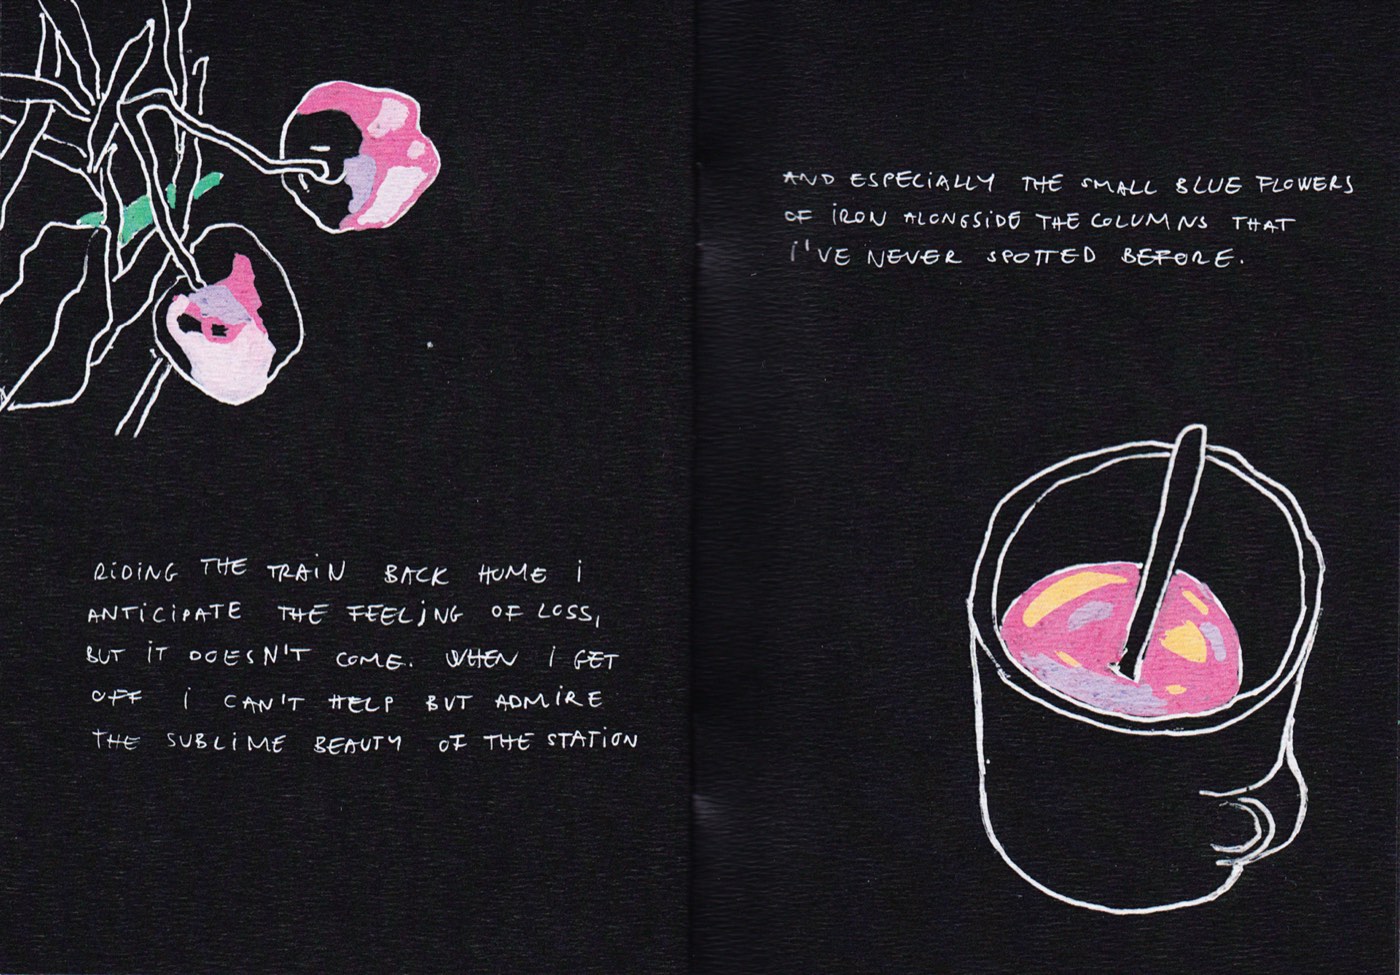 RIDING THE TRAIN BACK HOME I
ANTICIPATE THE FEELING OF LOSS,
BUT IT DOESN'T COME. WHEN I GET
OFF I CAN'T HELP BUT ADMIRE
THE SUBLIME BEAUTY OF THE STATION
AND ESPECIALLY THE SMALL BLUE FLOWERS
OF IRON ALONGSIDE THE COLUMNS THAT
I'VE NEVER SPOTTED BEFORE.